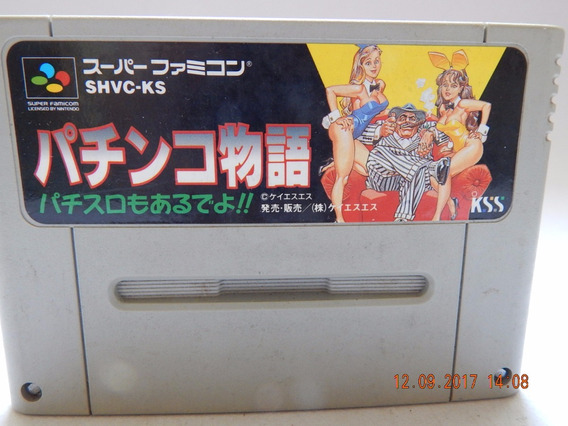 スーパーファミコン®
SHVC-KS
SUPER FAMICOM
LICENSED BY NINTENDO
パチンコ物語
パチスロもあるでよ!!
©ケイエスエス
発売・販売/(株)ケイエスエス
KSS
12.09.2017 14:08